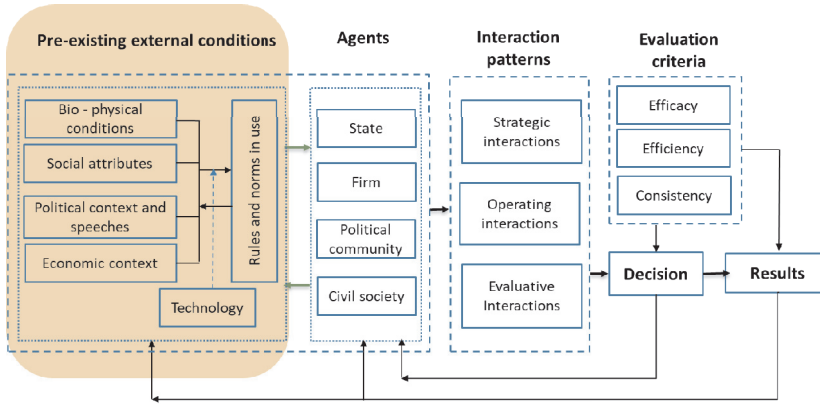 Pre-existing external conditions
Bio - physical
conditions
Social attributes
Political context and
speeches
Economic context
Technology
Rules and norms in use
Agents
State
Firm
Political
community
Civil society
Interaction
patterns
Strategic
interactions
Operating
interactions
Evaluative
Interactions
Evaluation
criteria
Efficacy
Efficiency
Consistency
Decision
Results